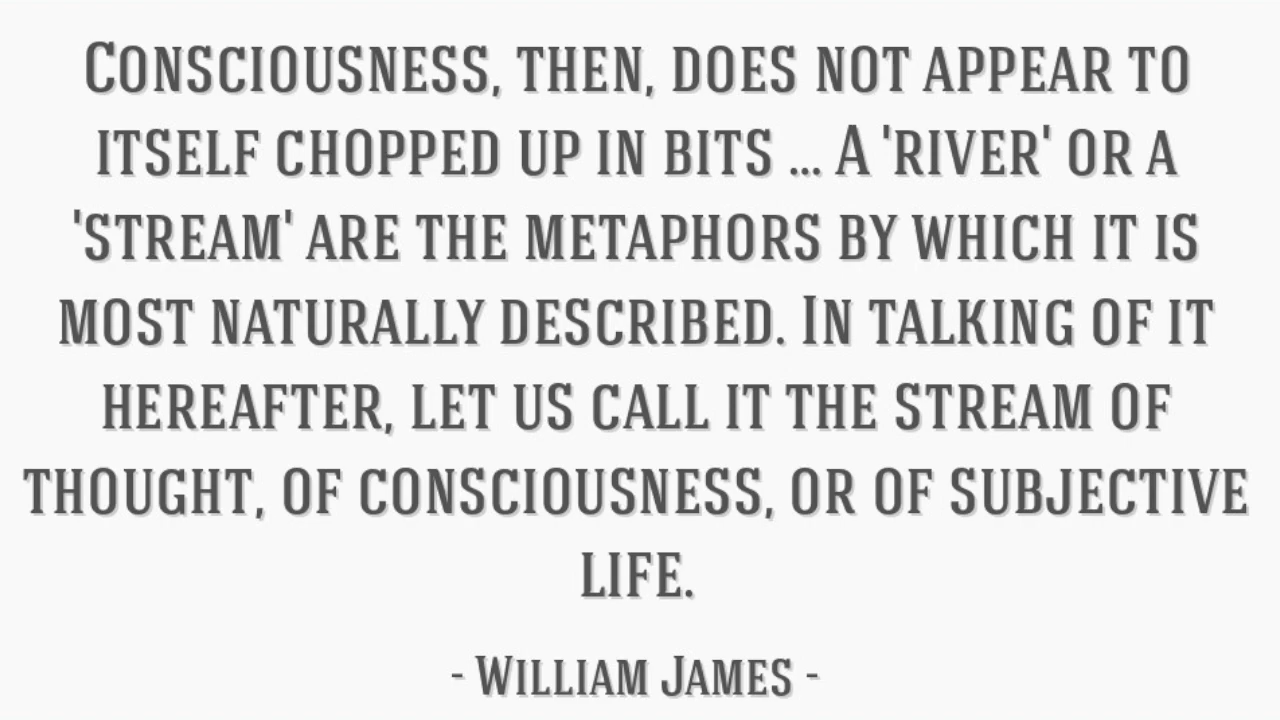 Consciousness, then, does not appear to
itself chopped up in bits ... A 'river' or a
'stream' are the metaphors by which it is
most naturally described. In talking of it
hereafter, let us call it the stream of
thought, of consciousness, or of subjective
life.
- William James -